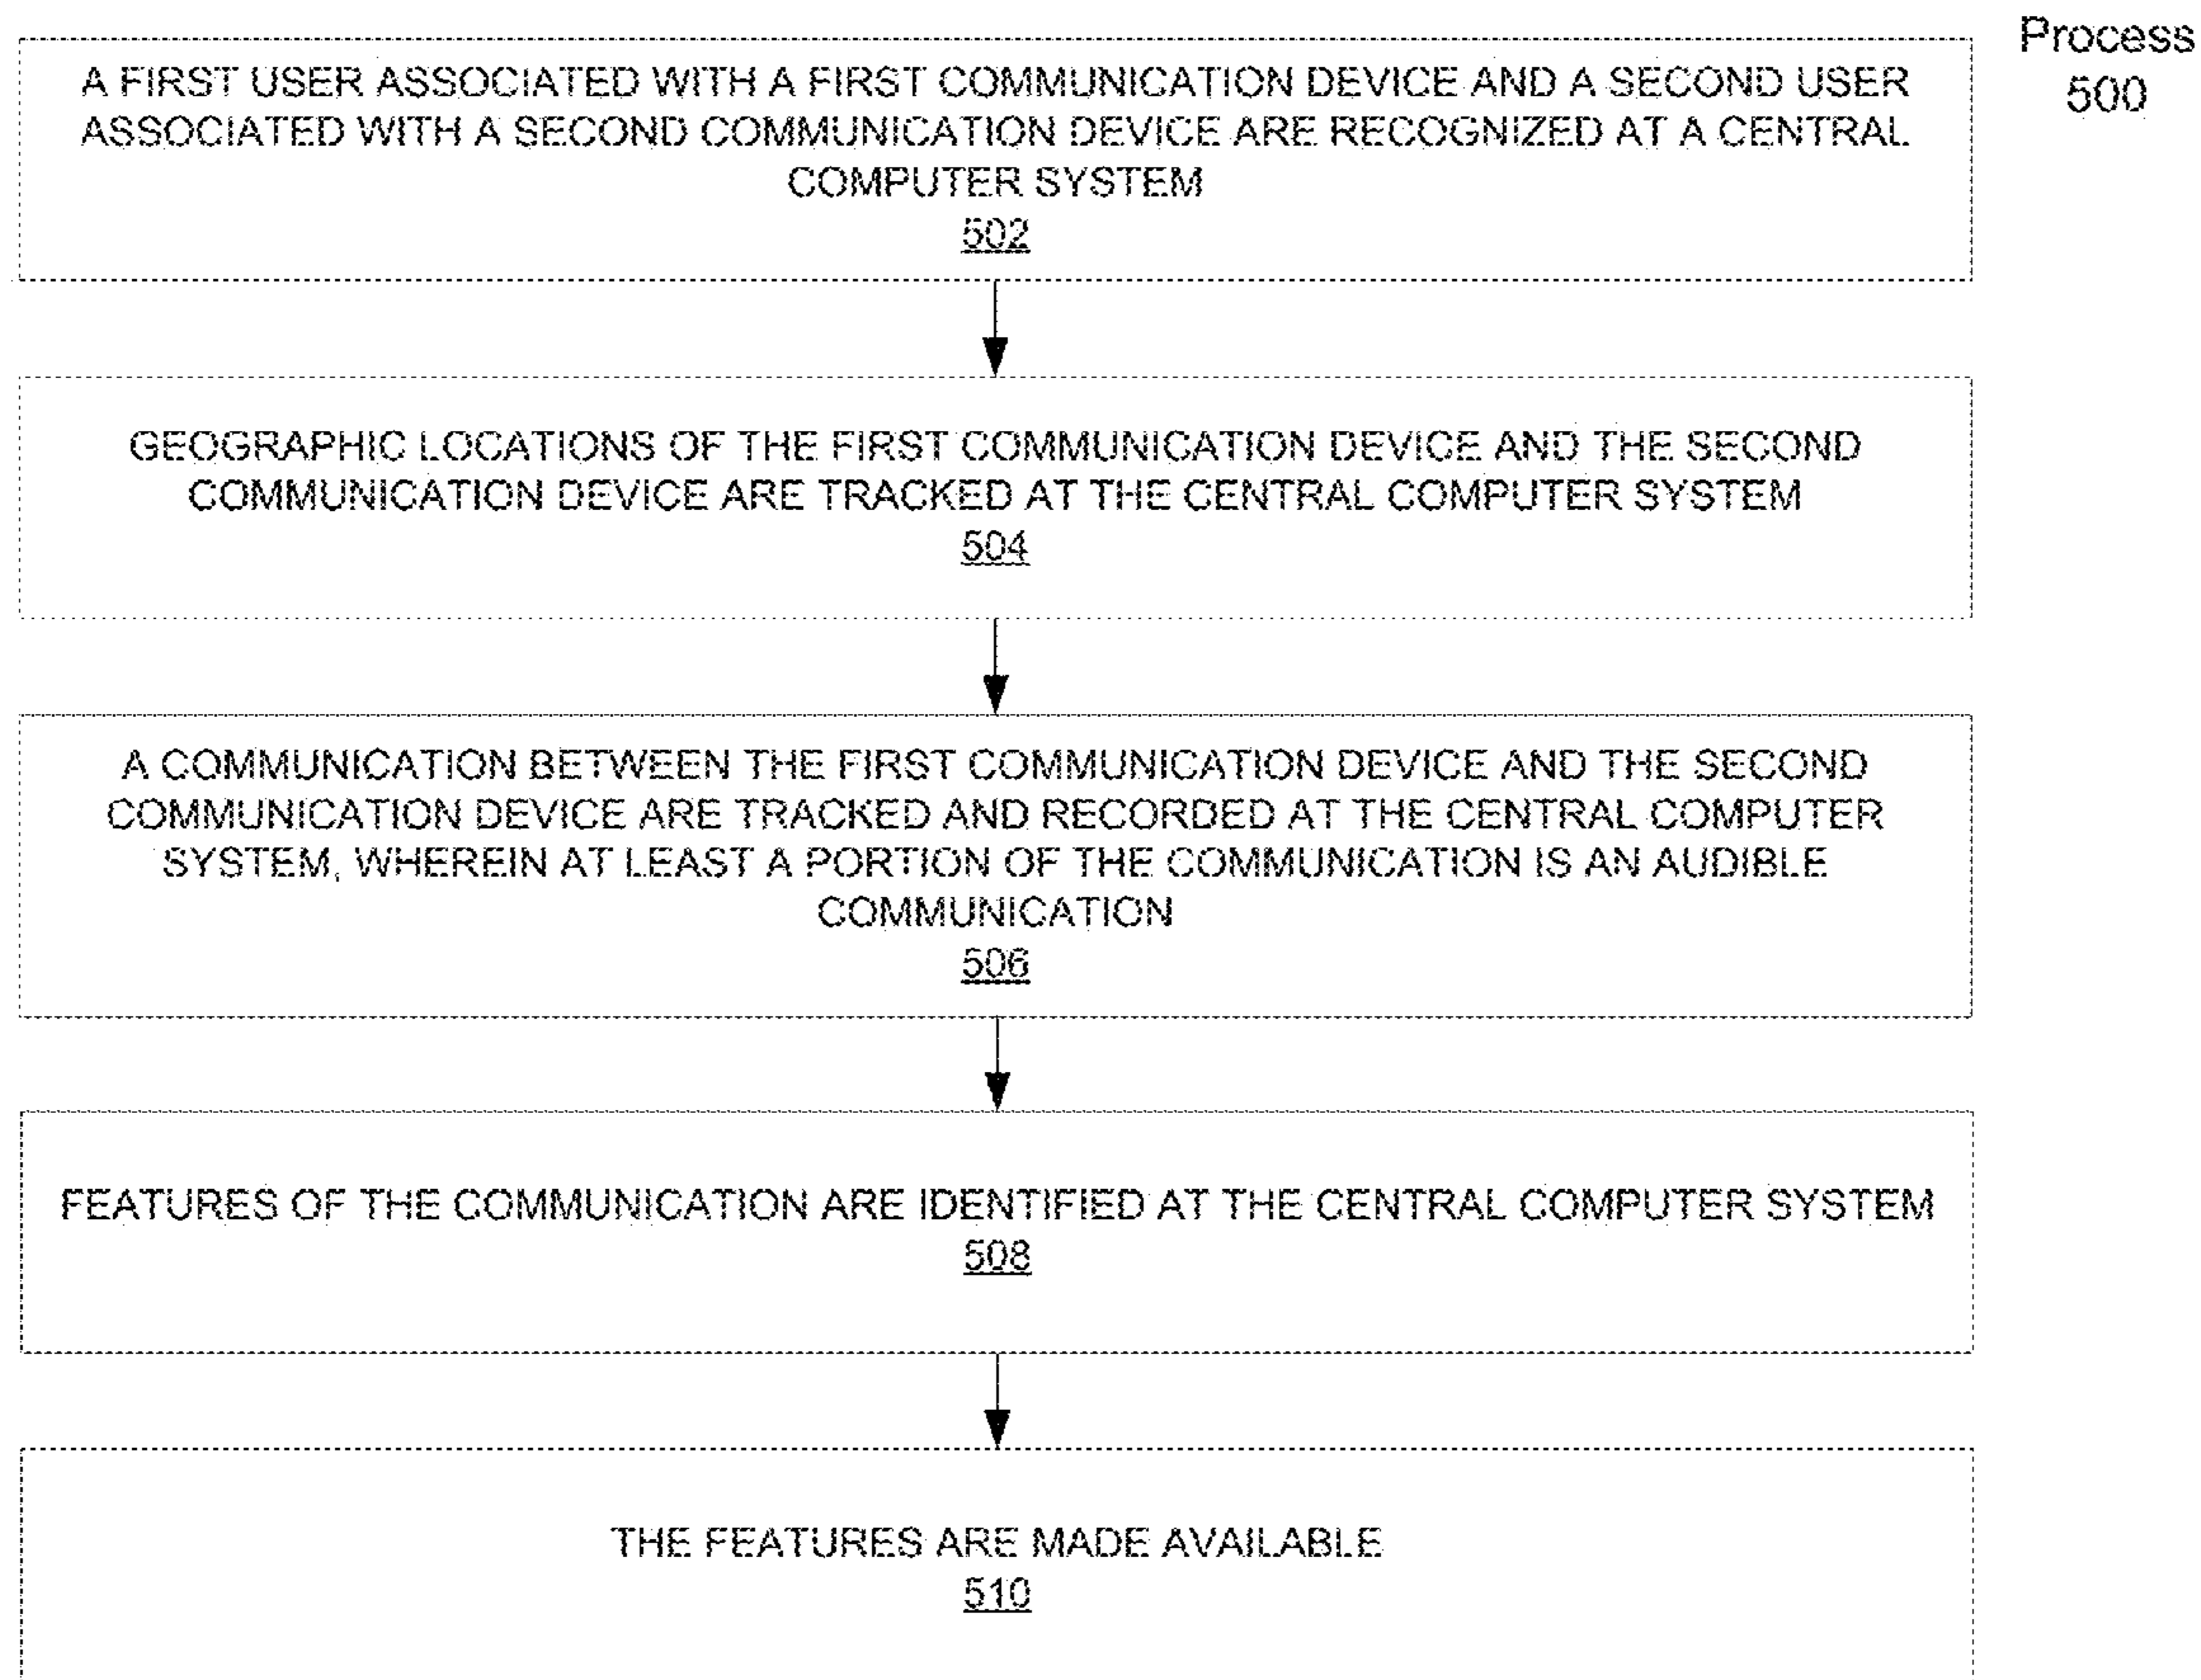 Process
500
A FIRST USER ASSOCIATED WITH A FIRST COMMUNICATION DEVICE AND A SECOND USER
ASSOCIATED WITH A SECOND COMMUNICATION DEVICE ARE RECOGNIZED AT A CENTRAL
COMPUTER SYSTEM
502
GEOGRAPHIC LOCATIONS OF THE FIRST COMMUNICATION DEVICE AND THE SECOND
COMMUNICATION DEVICE ARE TRACKED AT THE CENTRAL COMPUTER SYSTEM
504
A COMMUNICATION BETWEEN THE FIRST COMMUNICATION DEVICE AND THE SECOND
COMMUNICATION DEVICE ARE TRACKED AND RECORDED AT THE CENTRAL COMPUTER
SYSTEM, WHEREIN AT LEAST A PORTION OF THE COMMUNICATION IS AN AUDIBLE
COMMUNICATION
506
FEATURES OF THE COMMUNICATION ARE IDENTIFIED AT THE CENTRAL COMPUTER SYSTEM
508
THE FEATURES ARE MADE AVAILABLE
510